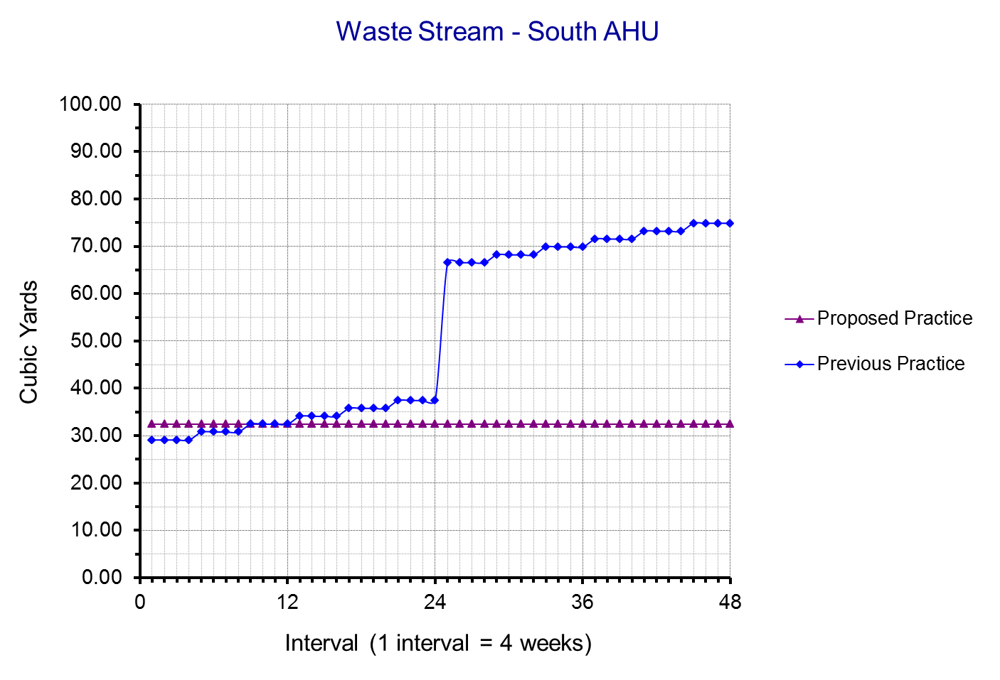 Waste Stream - South AHU
100.00
90.00
80.00
70.00
60.00
50.00
40.00
30.00
20.00
10.00
0.00
Cubic Yards
0 12 24 36 48
Interval (1 interval = 4 weeks)
Proposed Practice
Previous Practice